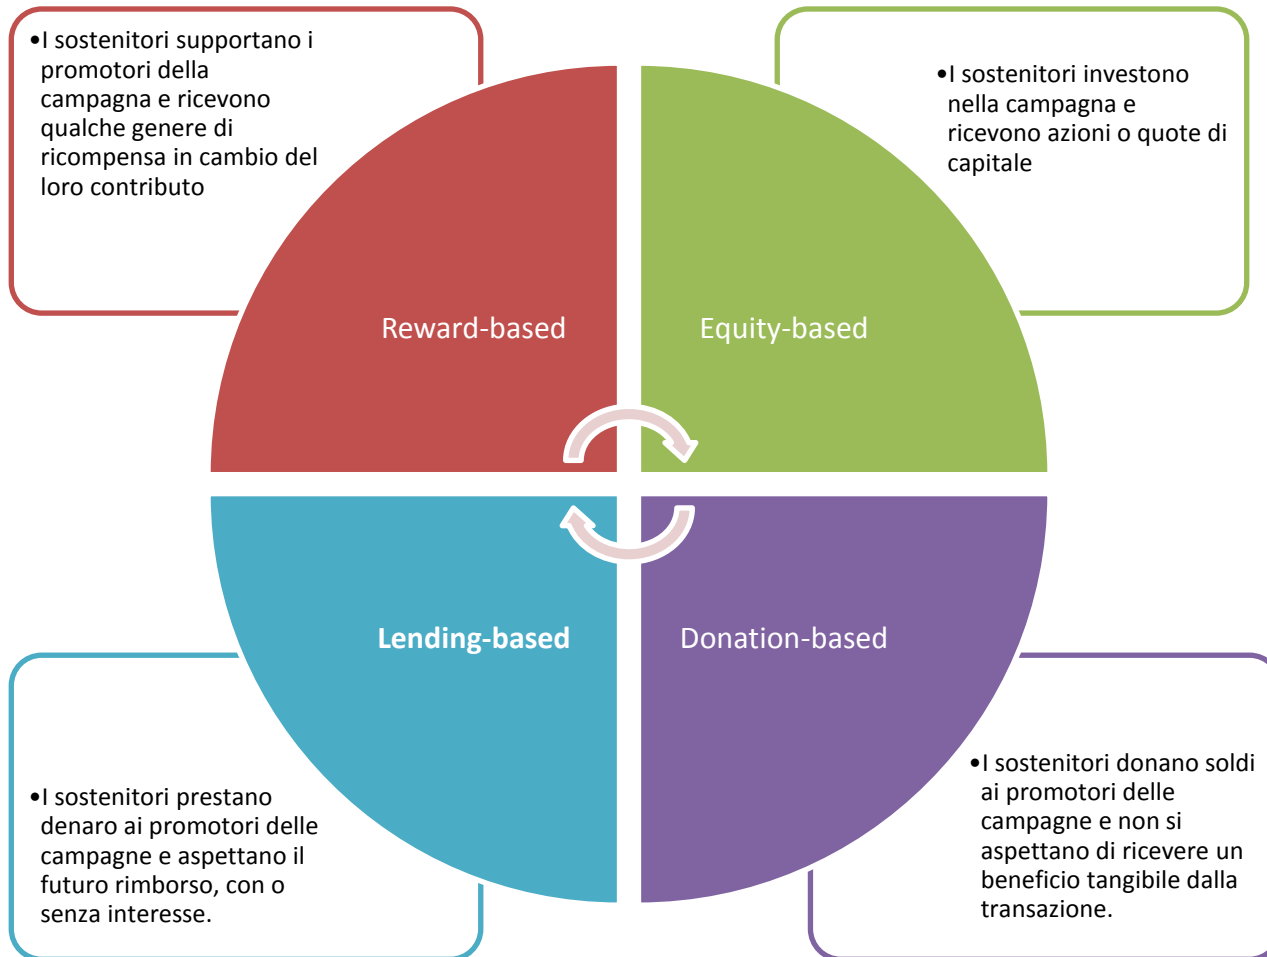 •I sostenitori supportano i
promotori della
campagna e ricevono
qualche genere di
ricompensa in cambio del
loro contributo
•I sostenitori investono
nella campagna e
ricevono azioni o quote di
capitale
Reward-based
Equity-based
Lending-based
Donation-based
•I sostenitori prestano
denaro ai promotori delle
campagne e aspettano il
futuro rimborso, con o
senza interesse.
•I sostenitori donano soldi
ai promotori delle
campagne e non si
aspettano di ricevere un
beneficio tangibile dalla
transazione.